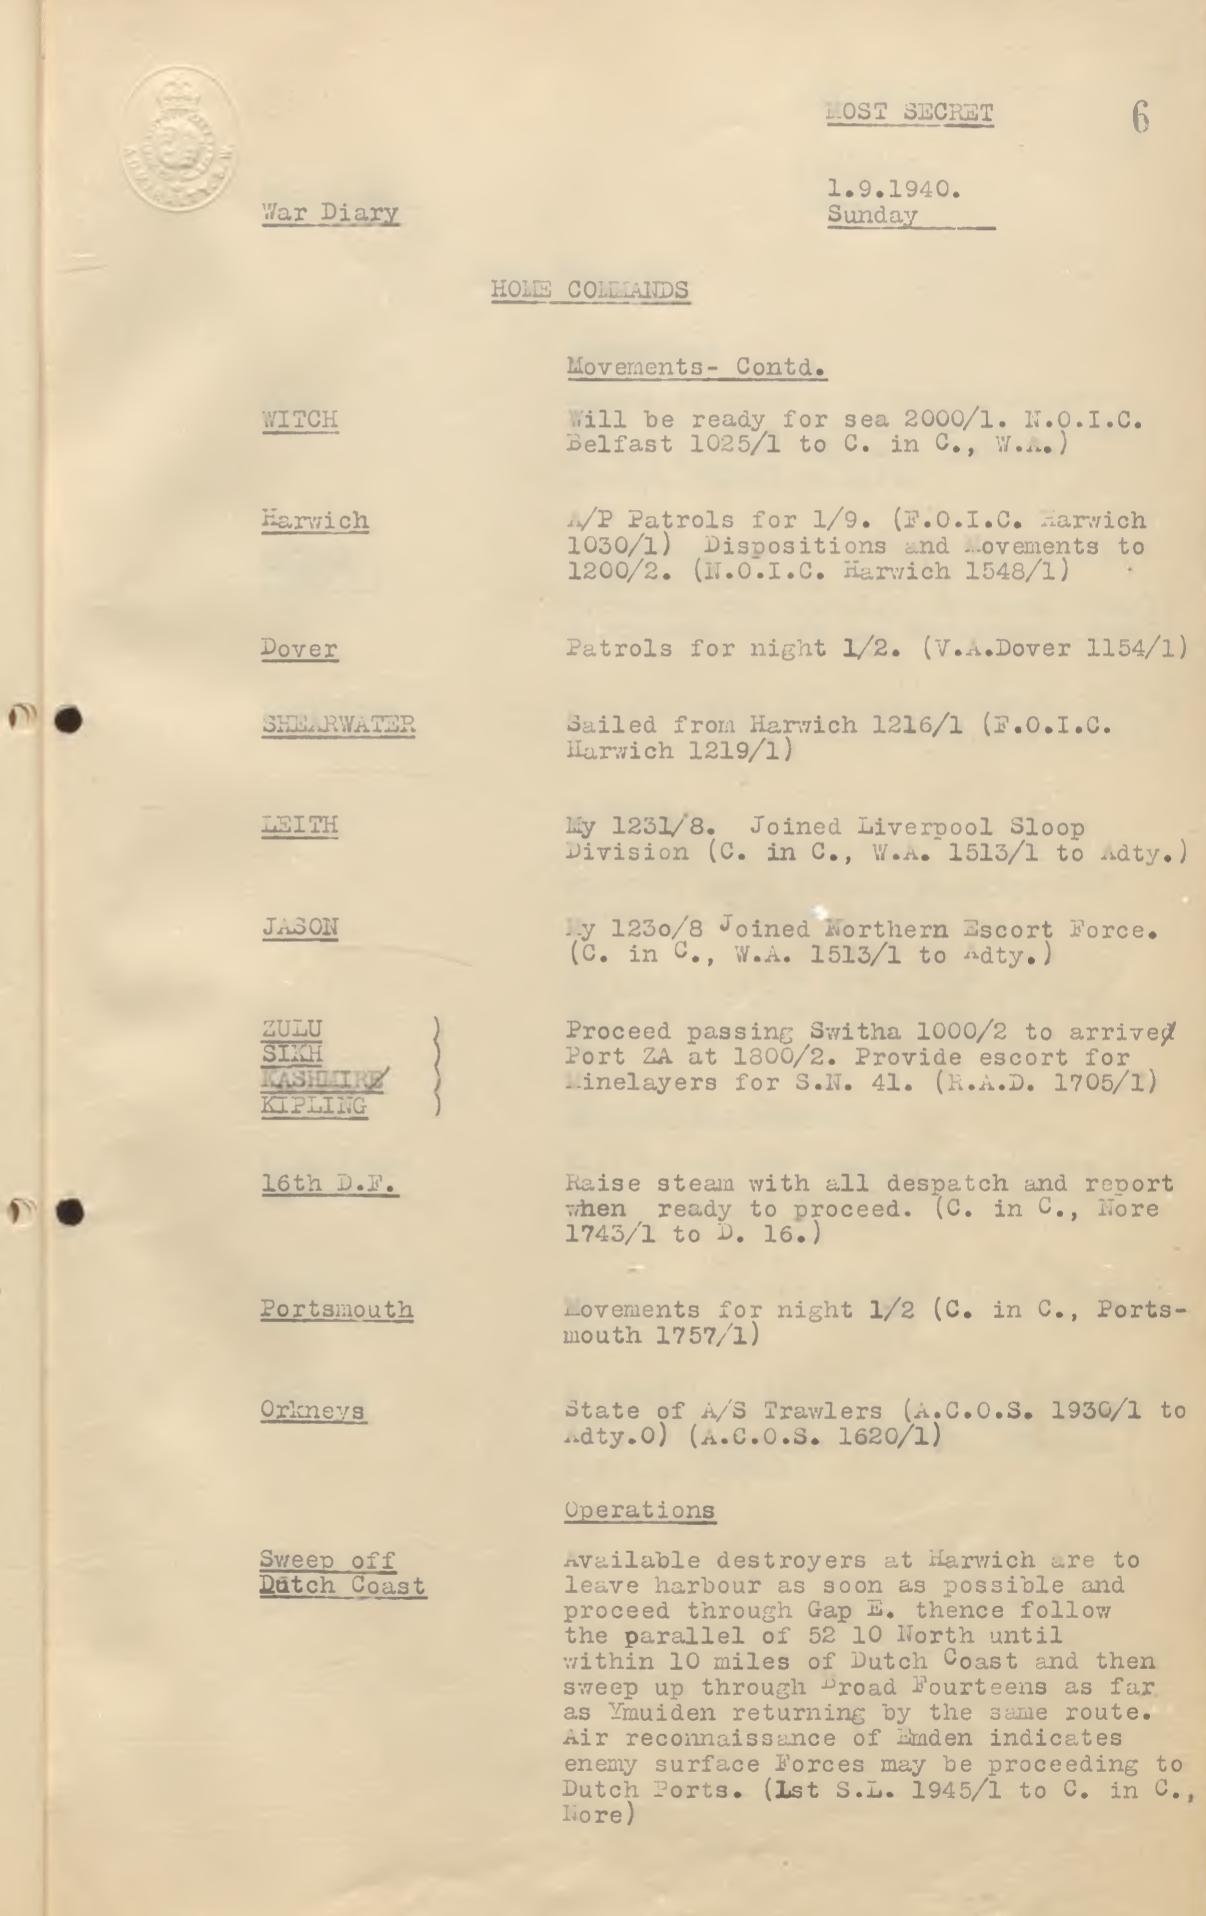 MOST SECRET
6
1.9.1940.
Sunday
War Diary
HOME COMMANDS
Movements- Contd.
WITCH
Will be ready for sea 2000/1. N.O.I.C.
Belfast 1025/1 to C. in C., W.A.)
Harwich
A/P Patrols for 1/9. (F.O.I.C. Harwich
1030/1) Dispositions and Movements to
1200/2. (N.O.I.C. Harwich 1548/1)
Dover
Patrols for night 1/2. (V.A.Dover 1154/1)
SHEARWATER
Sailed from Harwich 1216/1 (F.O.I.C.
Harwich 1219/1)
LEITH
My 1231/8. Joined Liverpool Sloop
Division (C. in C., W.A. 1513/1 to Adty.)
JASON
My 123o/8 Joined Northern Escort Force.
(C. in C., W.A. 1513/1 to Adty.)
ZULU
SIKH
KASHMIRE
KIPLING
Proceed passing Switha 1000/2 to arrived
Port ZA at 1800/2. Provide escort for
Minelayers for S.N. 41. (R.A.D. 1705/1)
16th D.F.
Raise steam with all despatch and report
when ready to proceed. (C. in C., Nore
1743/1 to D. 16.)
Portsmouth
Movements for night 1/2 (C. in C., Ports-
mouth 1757/1)
Orkneys
State of A/S Trawlers (A.C.O.S. 1930/1 to
Adty.0) (A.C.O.S. 1620/1)
Operations
Sweep off
Dutch Coast
Available destroyers at Harwich are to
leave harbour as soon as possible and
proceed through Gap E. thence follow
the parallel of 52 10 North until
within 10 miles of Dutch Coast and then
sweep up through Broad Fourteens as far
as Ymuiden returning by the same route.
Air reconnaissance of Emden indicates
enemy surface Forces may be proceeding to
Dutch Ports. (1st S.L. 1945/1 to C. in C.,
Nore)